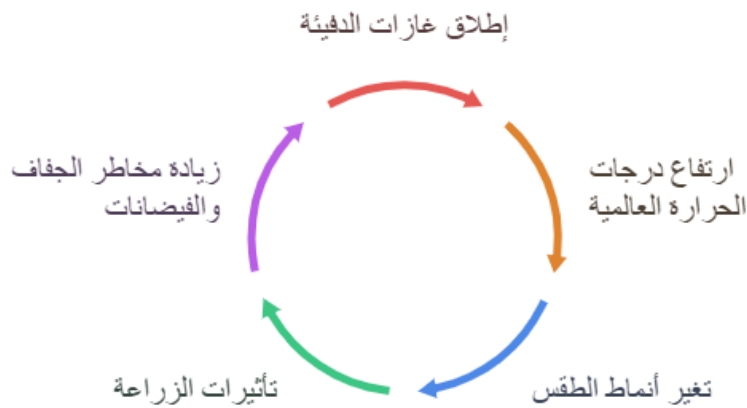 إطلاق غازات الدفيئة
ارتفاع درجات
الحرارة العالمية
تغير أنماط الطقس
تأثيرات الزراعة
زيادة مخاطر الجفاف
والفيضانات